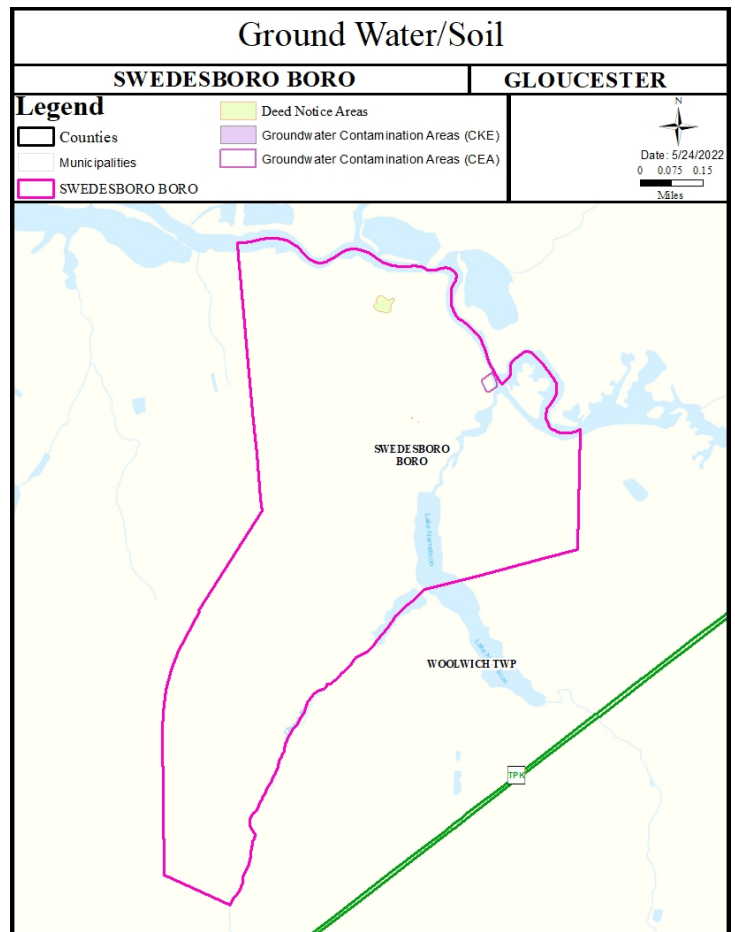 Ground Water/Soil
SWEDESBORO BORO
GLOUCESTER
Legend
Counties
Municipalities
SWEDESBORO BORO
Deed Notice Areas
Groundwater Contamination Areas (CKE)
Groundwater Contamination Areas (CEA)
N
Date: 5/24/2022
0 0.075 0.15
Miles
SWEDESBORO
BORO
Lake Narraticon
WOOLWICH TWP
TPK